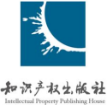 知识产权出版社
Intellectual Property Publishing House